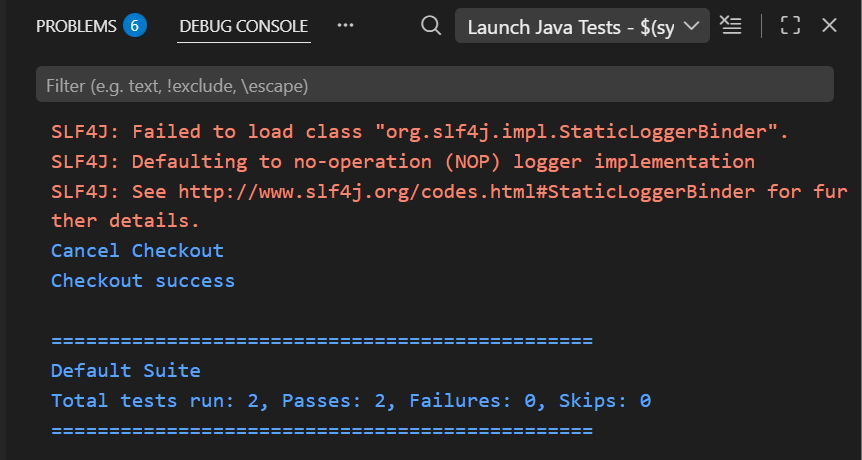 PROBLEMS 6 DEBUG CONSOLE ··· Launch Java Tests - $(sy
Filter (e.g. text, !exclude, \escape)
SLF4J: Failed to load class "org.slf4j.impl.StaticLoggerBinder".
SLF4J: Defaulting to no-operation (NOP) logger implementation
SLF4J: See http://www.slf4j.org/codes.html#StaticLoggerBinder for fur
ther details.
Cancel Checkout
Checkout success
===============================================
Default Suite
Total tests run: 2, Passes: 2, Failures: 0, Skips: 0
===============================================